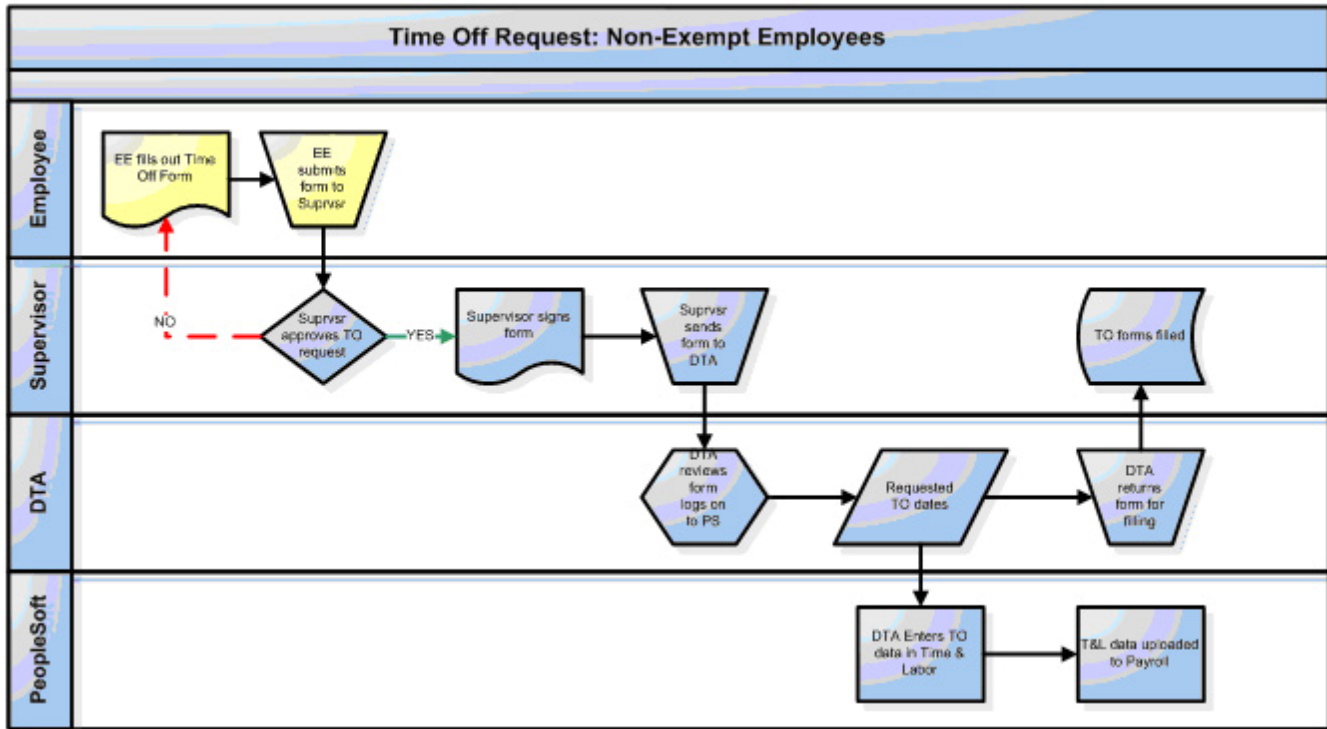 Time Off Request: Non-Exempt Employees
Employee
EE fills out Time
Off Form
EE
submits
form to
Suprvsr
Supervisor
NO
Suprvsr
approves TO
request
YES
Supervisor signs
form
Suprvsr
sends
form to
DTA
TO forms filled
DTA
DTA
reviews
form
logs on
to PS
Requested
TO dates
DTA
returns
form for
filling
PeopleSoft
DTA Enters TO
data in Time &
Labor
T&L data uploaded
to Payroll